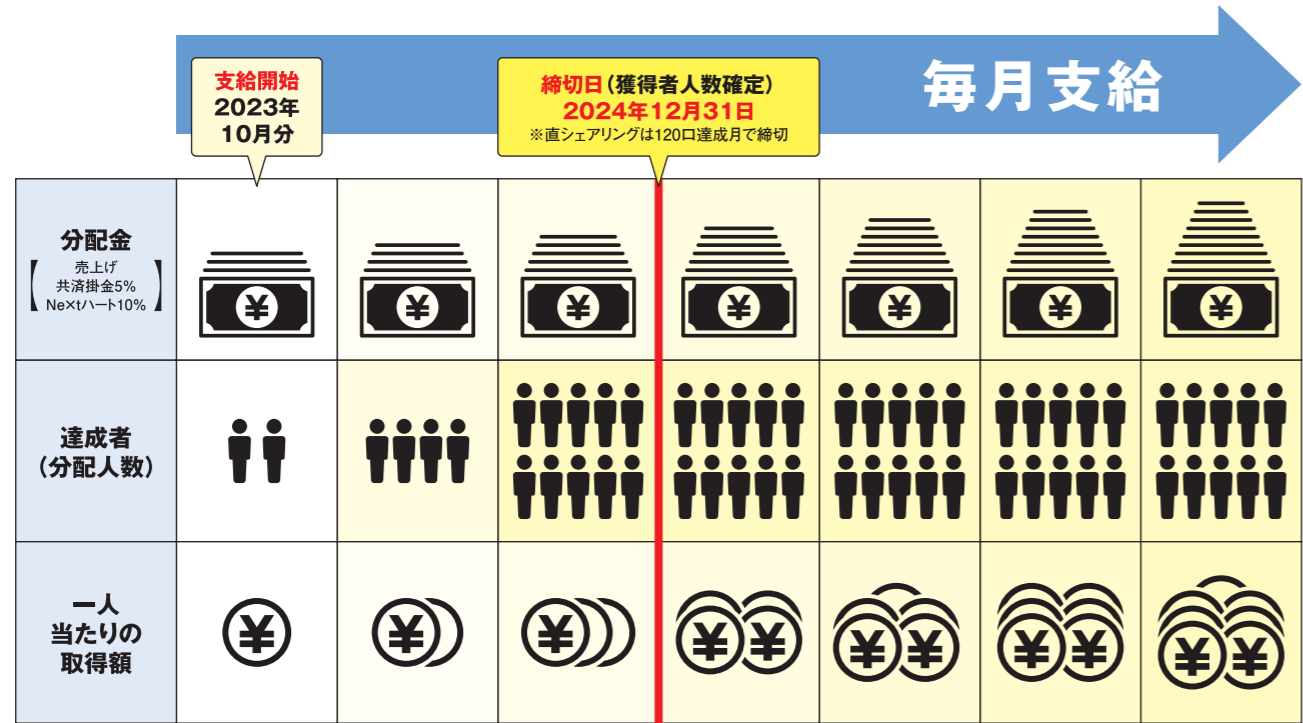 毎月支給
支給開始
2023年
10月分
締切日(獲得者人数確定)
2024年12月31日
※直シェアリングは120口達成月で締切
分配金
【売上げ
共済掛金5%
Ne×tハート10%】
達成者
(分配人数)
一人
当たりの
取得額
¥ ¥ ¥ ¥ ¥ ¥ ¥
¥ ¥ ¥ ¥¥ ¥¥ ¥¥ ¥¥